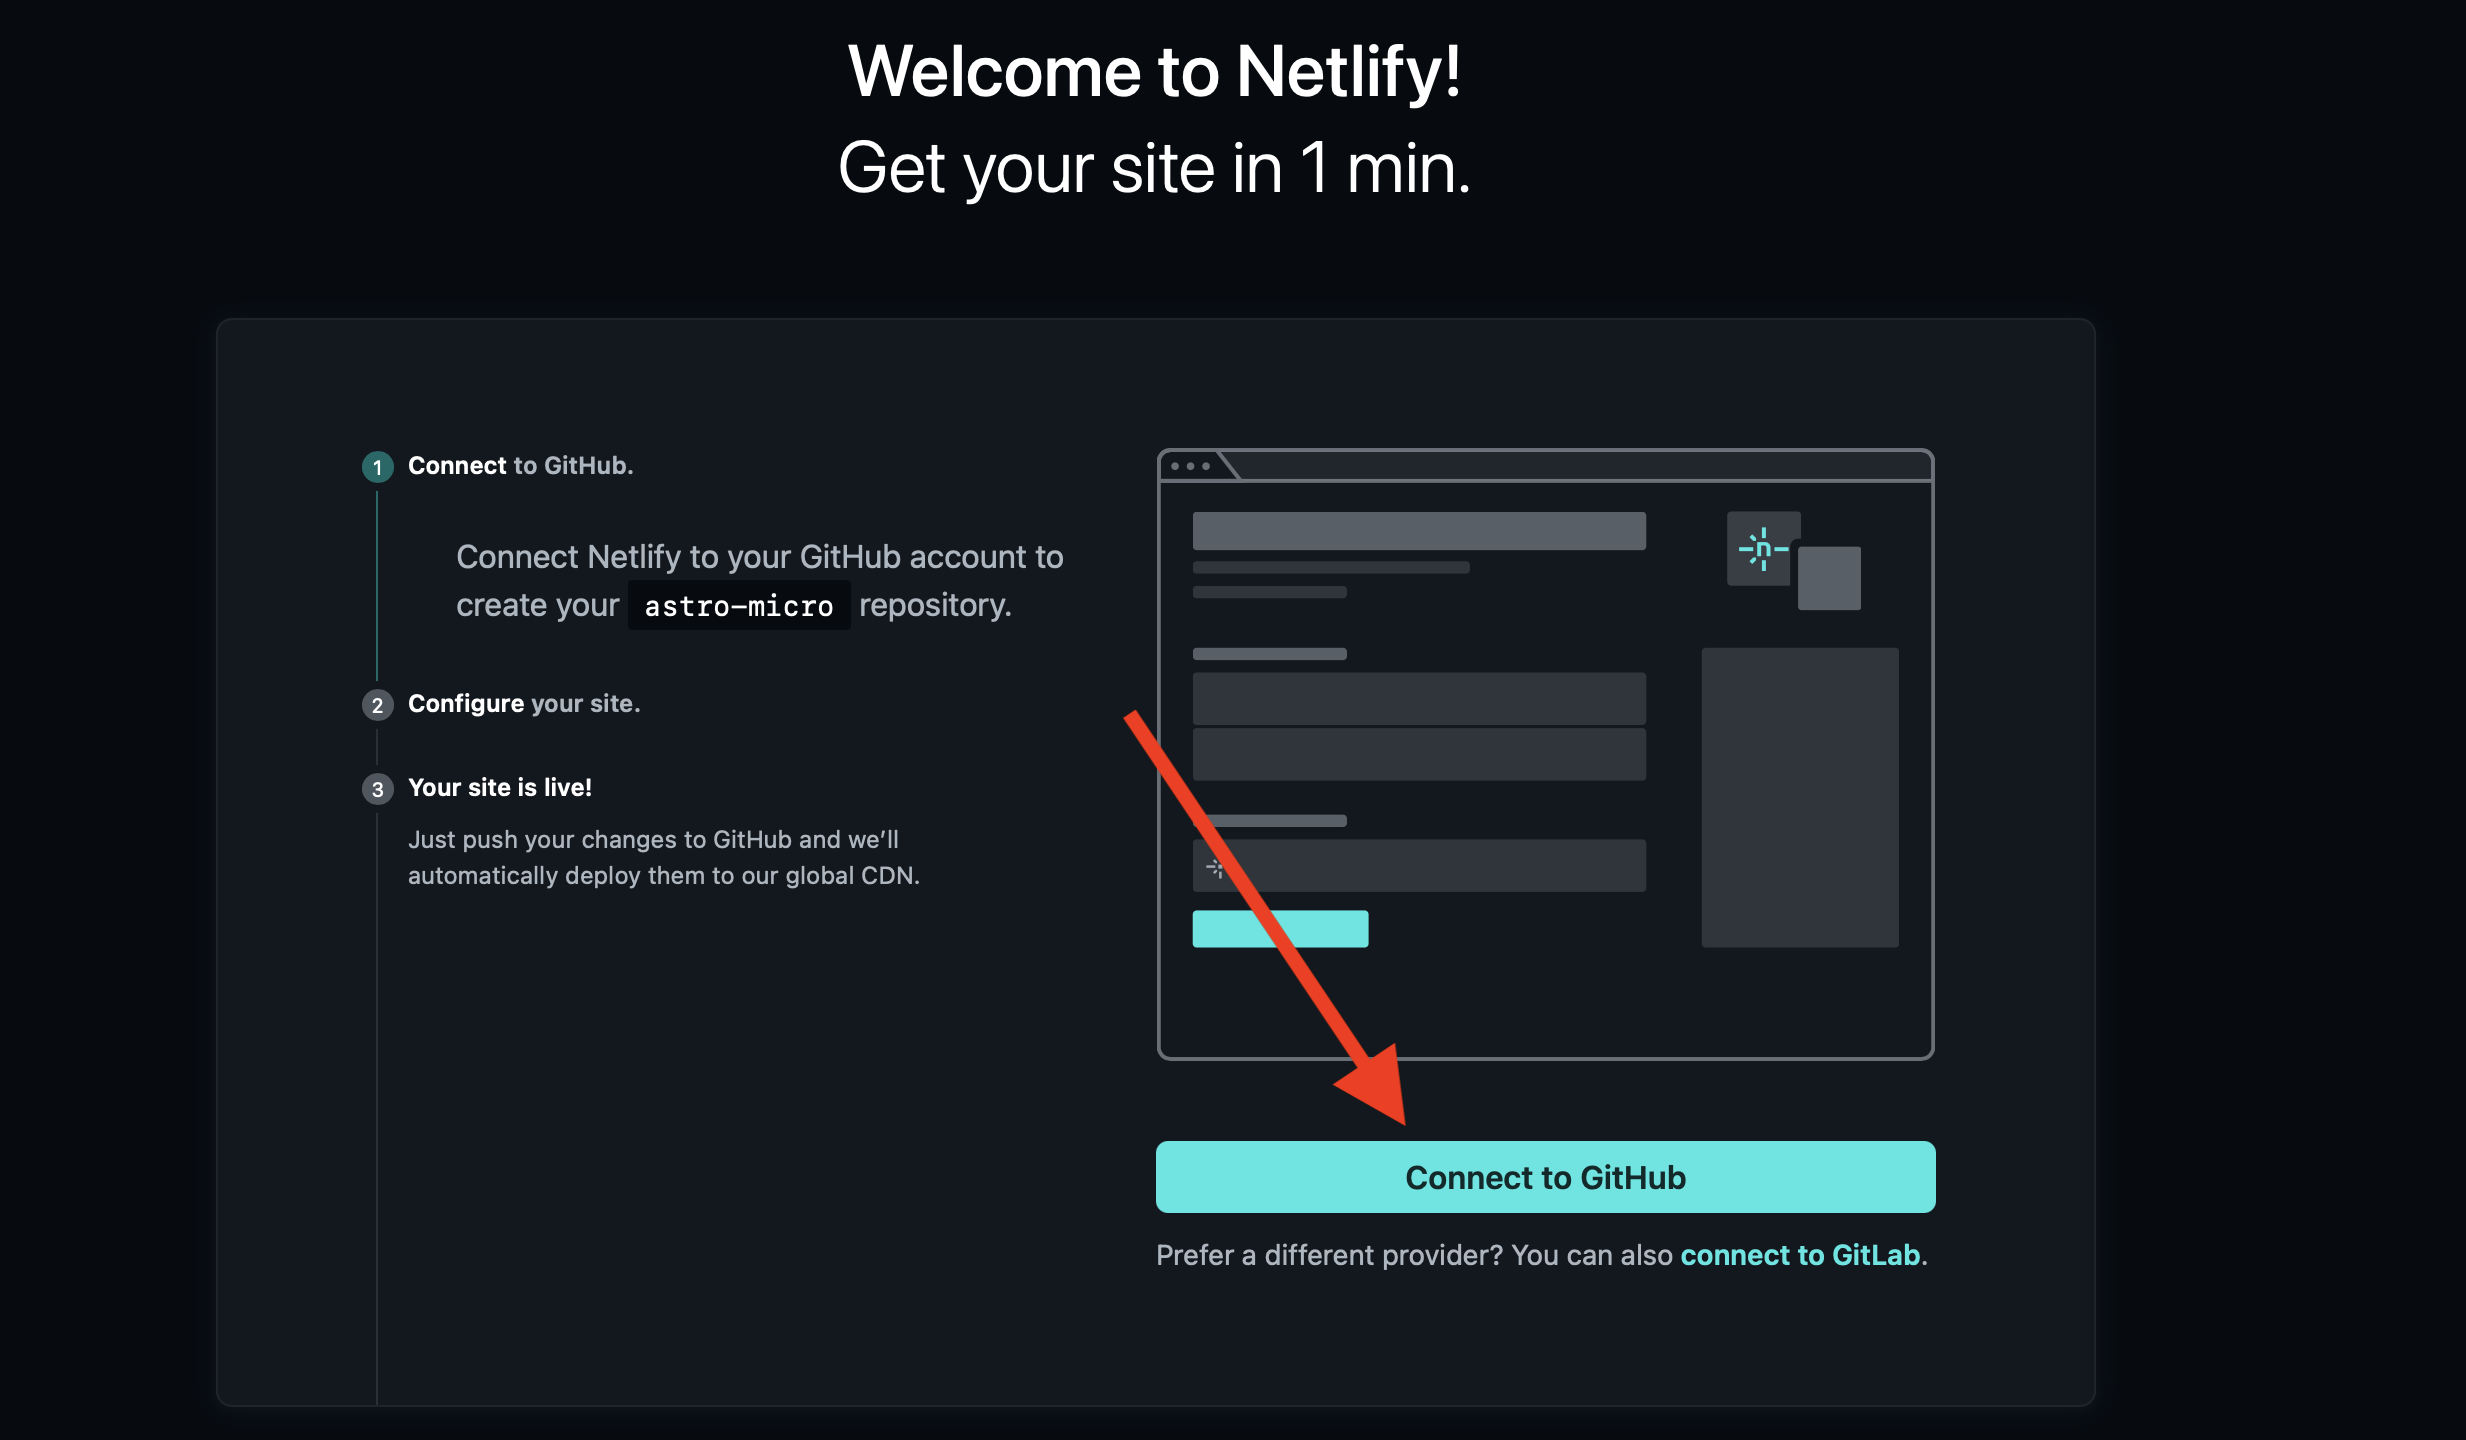 Welcome to Netlify!
Get your site in 1 min.
1 Connect to GitHub.
Connect Netlify to your GitHub account to
create your astro-micro repository.
2 Configure your site.
3 Your site is live!
Just push your changes to GitHub and we’ll
automatically deploy them to our global CDN.
Connect to GitHub
Prefer a different provider? You can also connect to GitLab.